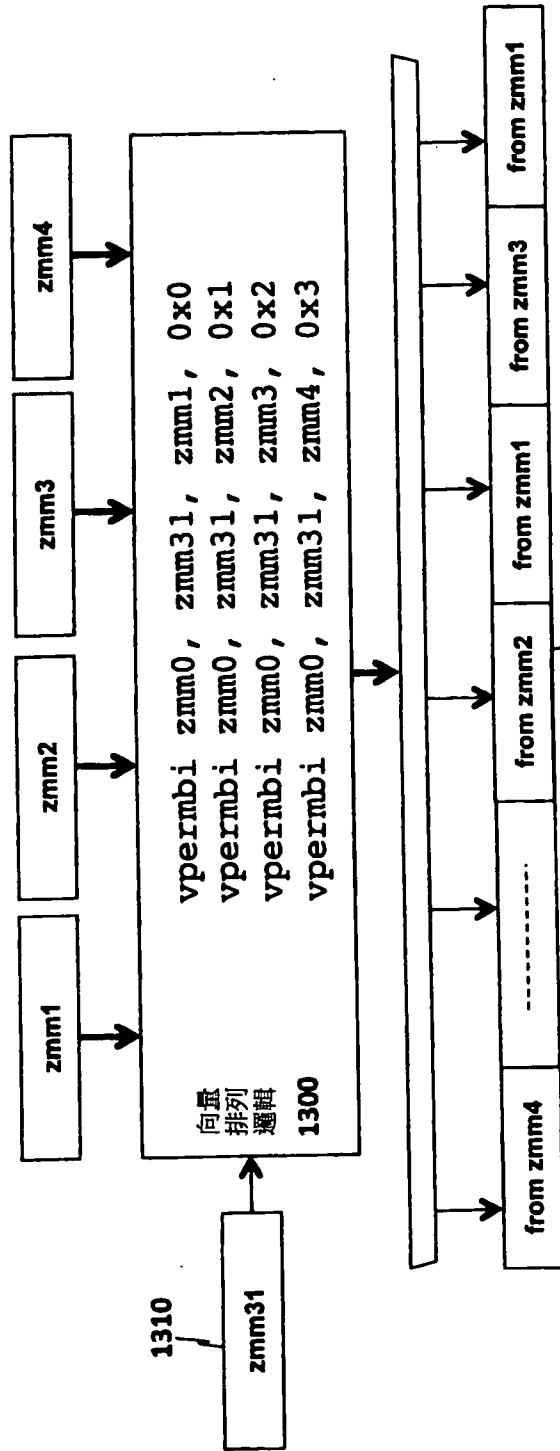 zmm1
zmm2
zmm3
zmm4
1310
zmm31
向量
排列
邏輯
1300
vpermbi zmm0, zmm31, zmm1, 0x0
vpermbi zmm0, zmm31, zmm2, 0x1
vpermbi zmm0, zmm31, zmm3, 0x2
vpermbi zmm0, zmm31, zmm4, 0x3
from zmm4
------------
from zmm2
from zmm1
from zmm3
from zmm1